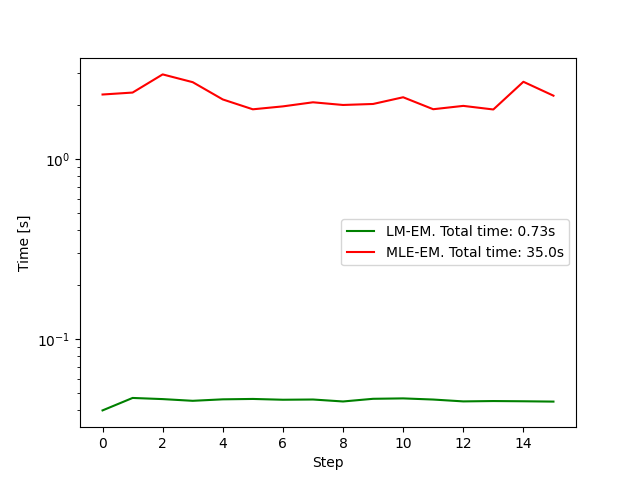 10⁰
10⁻¹
Time [s]
LM-EM. Total time: 0.73s
MLE-EM. Total time: 35.0s
0 2 4 6 8 10 12 14
Step